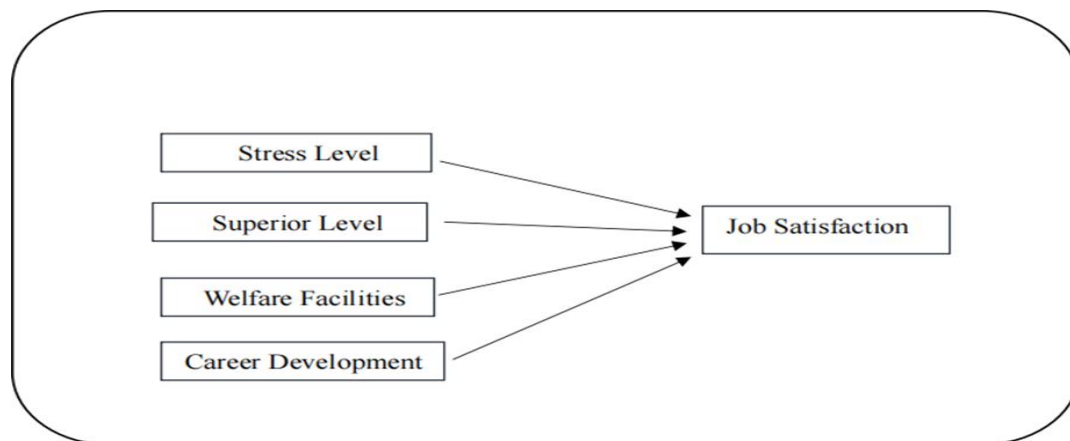 Stress Level
Superior Level
Job Satisfaction
Welfare Facilities
Career Development